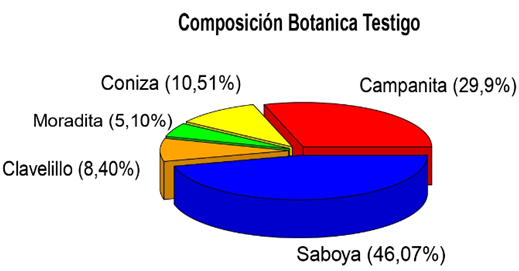 Composición Botanica Testigo
Coniza (10,51%)
Campanita (29,9%)
Moradita (5,10%)
Clavelillo (8,40%)
Saboya (46,07%)